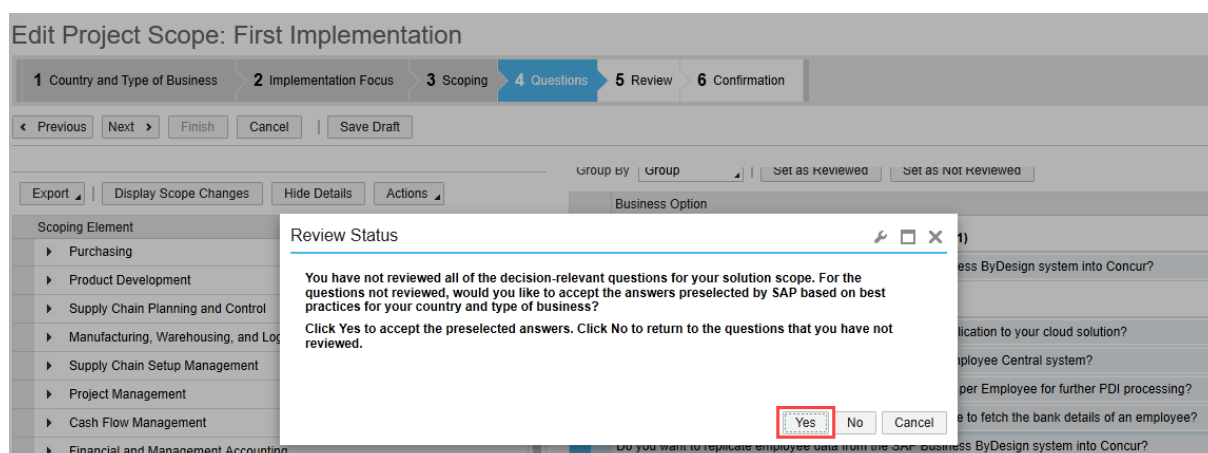 Edit Project Scope: First Implementation
1 Country and Type of Business 2 Implementation Focus 3 Scoping 4 Questions 5 Review 6 Confirmation
Previous Next Finish Cancel | Save Draft
Group By Group | Set as Reviewed Set as Not Reviewed
Export | Display Scope Changes Hide Details Actions
Business Option
Scoping Element
Review Status
1)
Purchasing
ess ByDesign system into Concur?
You have not reviewed all of the decision-relevant questions for your solution scope. For the
questions not reviewed, would you like to accept the answers preselected by SAP based on best
practices for your country and type of business?
Click Yes to accept the preselected answers. Click No to return to the questions that you have not
reviewed.
Product Development
Supply Chain Planning and Control
Manufacturing, Warehousing, and Log
lication to your cloud solution?
Supply Chain Setup Management
mployee Central system?
Project Management
per Employee for further PDI processing?
Cash Flow Management
Yes No Cancel
e to fetch the bank details of an employee?
Financial and Management Accounting
Do you want to replicate employee data from the SAP Business ByDesign system into Concur?